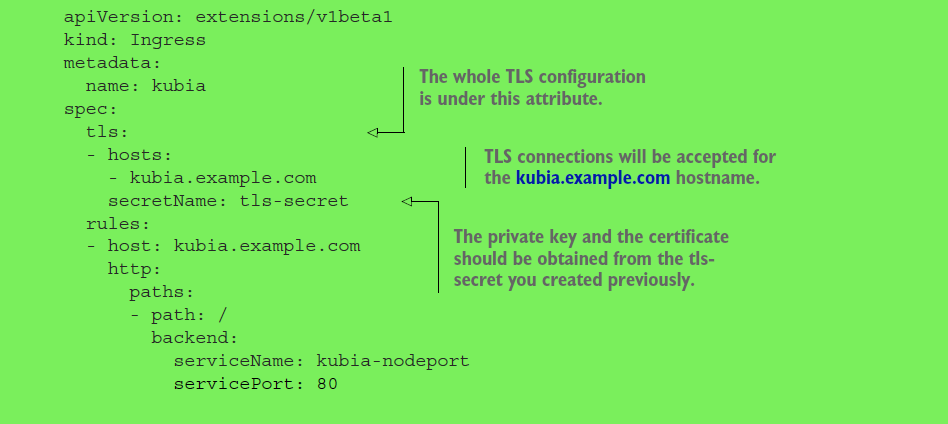 apiVersion: extensions/v1beta1
kind: Ingress
metadata:
  name: kubia
spec:
  tls:
  - hosts:
    - kubia.example.com
    secretName: tls-secret
  rules:
  - host: kubia.example.com
    http:
      paths:
      - path: /
        backend:
          serviceName: kubia-nodeport
          servicePort: 80
The whole TLS configuration
is under this attribute.
TLS connections will be accepted for
the kubia.example.com hostname.
The private key and the certificate
should be obtained from the tls-
secret you created previously.